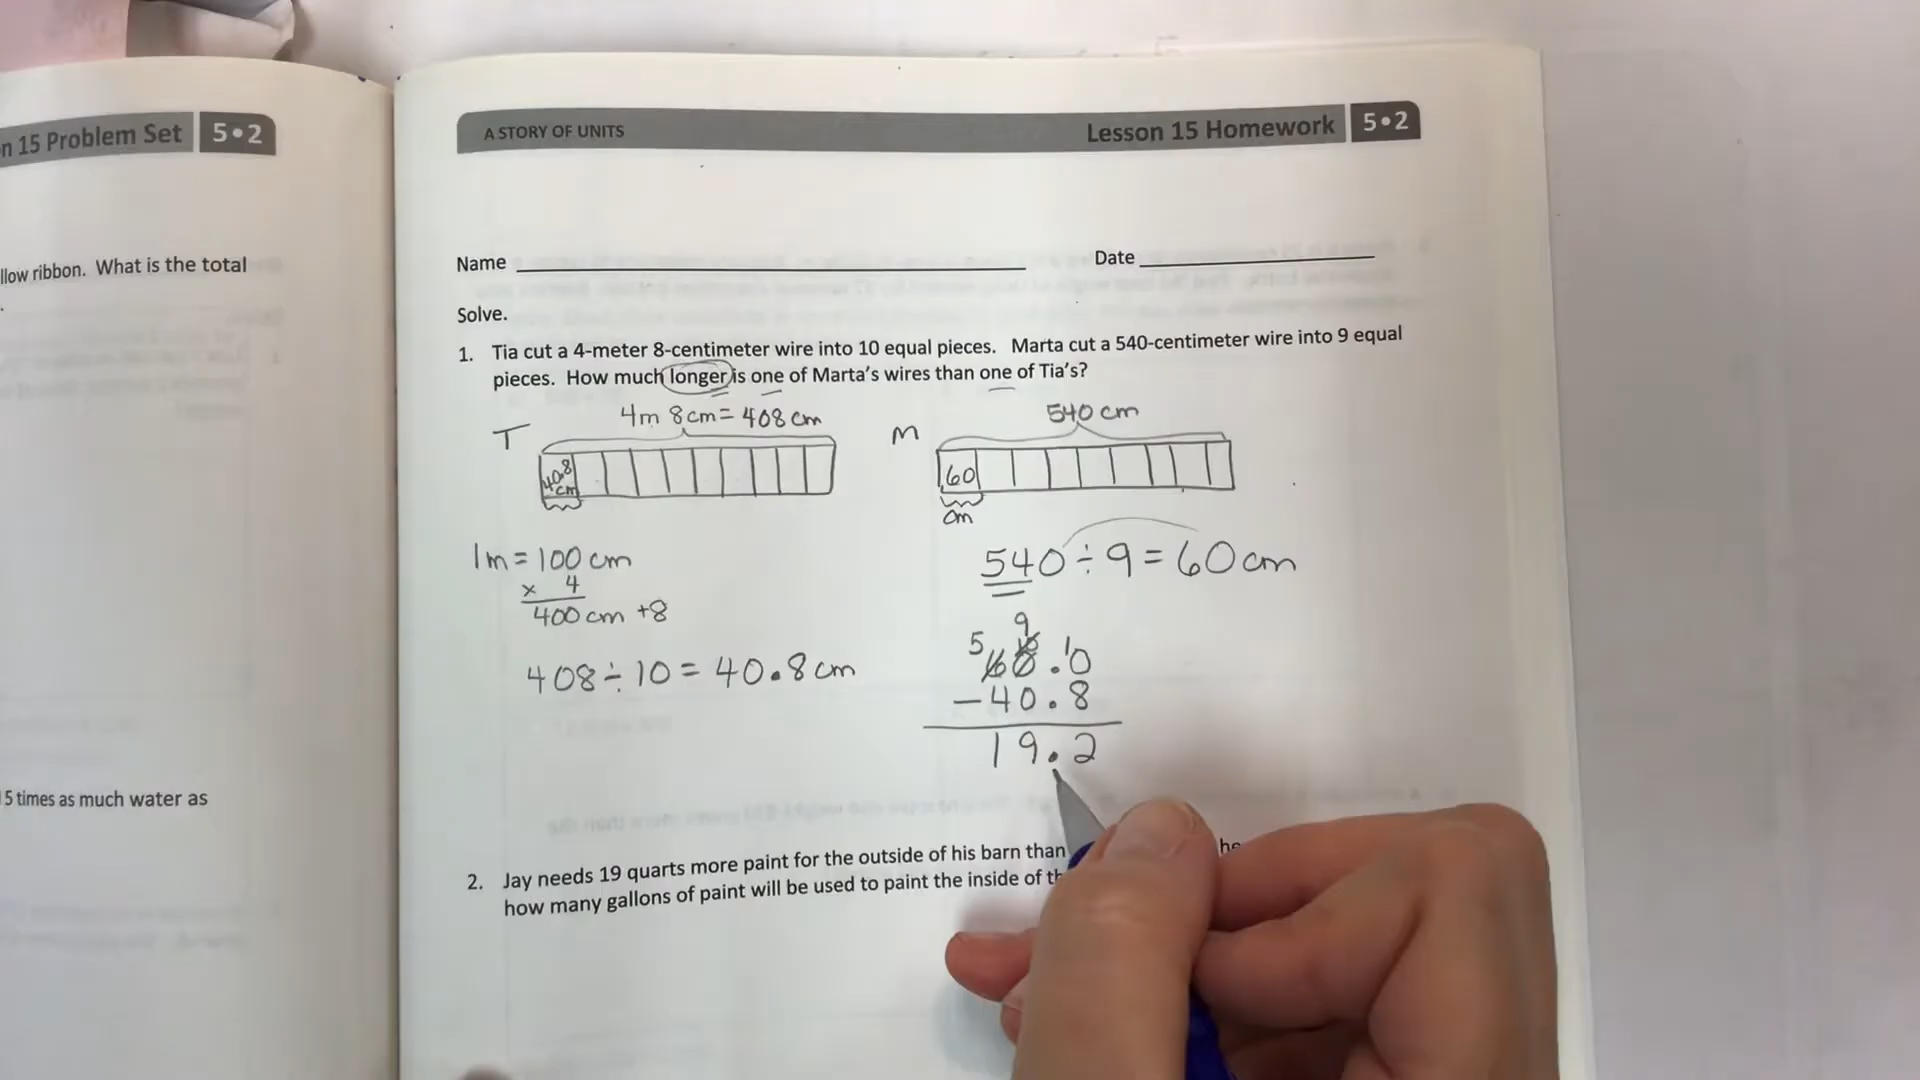 n 15 Problem Set 5•2
llow ribbon. What is the total
.
5 times as much water as
A STORY OF UNITS Lesson 15 Homework 5•2
Name Date
Solve.
1. Tia cut a 4-meter 8-centimeter wire into 10 equal pieces. Marta cut a 540-centimeter wire into 9 equal
pieces. How much longer is one of Marta's wires than one of Tia's?
4m 8cm = 408 cm
T
40.8
cm
540 cm
M
60
cm
1m = 100 cm
x 4
400 cm +8
408 ÷ 10 = 40.8 cm
540 ÷ 9 = 60 cm
9
5 10
60.10
- 40.8
19.2
2. Jay needs 19 quarts more paint for the outside of his barn than he
how many gallons of paint will be used to paint the inside of th